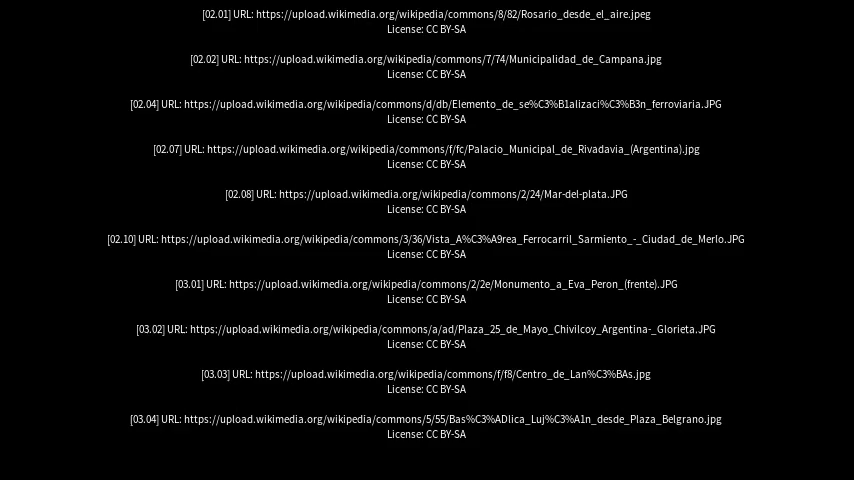 [02.01] URL: https://upload.wikimedia.org/wikipedia/commons/8/82/Rosario_desde_el_aire.jpeg
License: CC BY-SA
[02.02] URL: https://upload.wikimedia.org/wikipedia/commons/7/74/Municipalidad_de_Campana.jpg
License: CC BY-SA
[02.04] URL: https://upload.wikimedia.org/wikipedia/commons/d/db/Elemento_de_se%C3%B1alizaci%C3%B3n_ferroviaria.JPG
License: CC BY-SA
[02.07] URL: https://upload.wikimedia.org/wikipedia/commons/f/fc/Palacio_Municipal_de_Rivadavia_(Argentina).jpg
License: CC BY-SA
[02.08] URL: https://upload.wikimedia.org/wikipedia/commons/2/24/Mar-del-plata.JPG
License: CC BY-SA
[02.10] URL: https://upload.wikimedia.org/wikipedia/commons/3/36/Vista_A%C3%A9rea_Ferrocarril_Sarmiento_-_Ciudad_de_Merlo.JPG
License: CC BY-SA
[03.01] URL: https://upload.wikimedia.org/wikipedia/commons/2/2e/Monumento_a_Eva_Peron_(frente).JPG
License: CC BY-SA
[03.02] URL: https://upload.wikimedia.org/wikipedia/commons/a/ad/Plaza_25_de_Mayo_Chivilcoy_Argentina-_Glorieta.JPG
License: CC BY-SA
[03.03] URL: https://upload.wikimedia.org/wikipedia/commons/f/f8/Centro_de_Lan%C3%BAs.jpg
License: CC BY-SA
[03.04] URL: https://upload.wikimedia.org/wikipedia/commons/5/55/Bas%C3%ADlica_Luj%C3%A1n_desde_Plaza_Belgrano.jpg
License: CC BY-SA